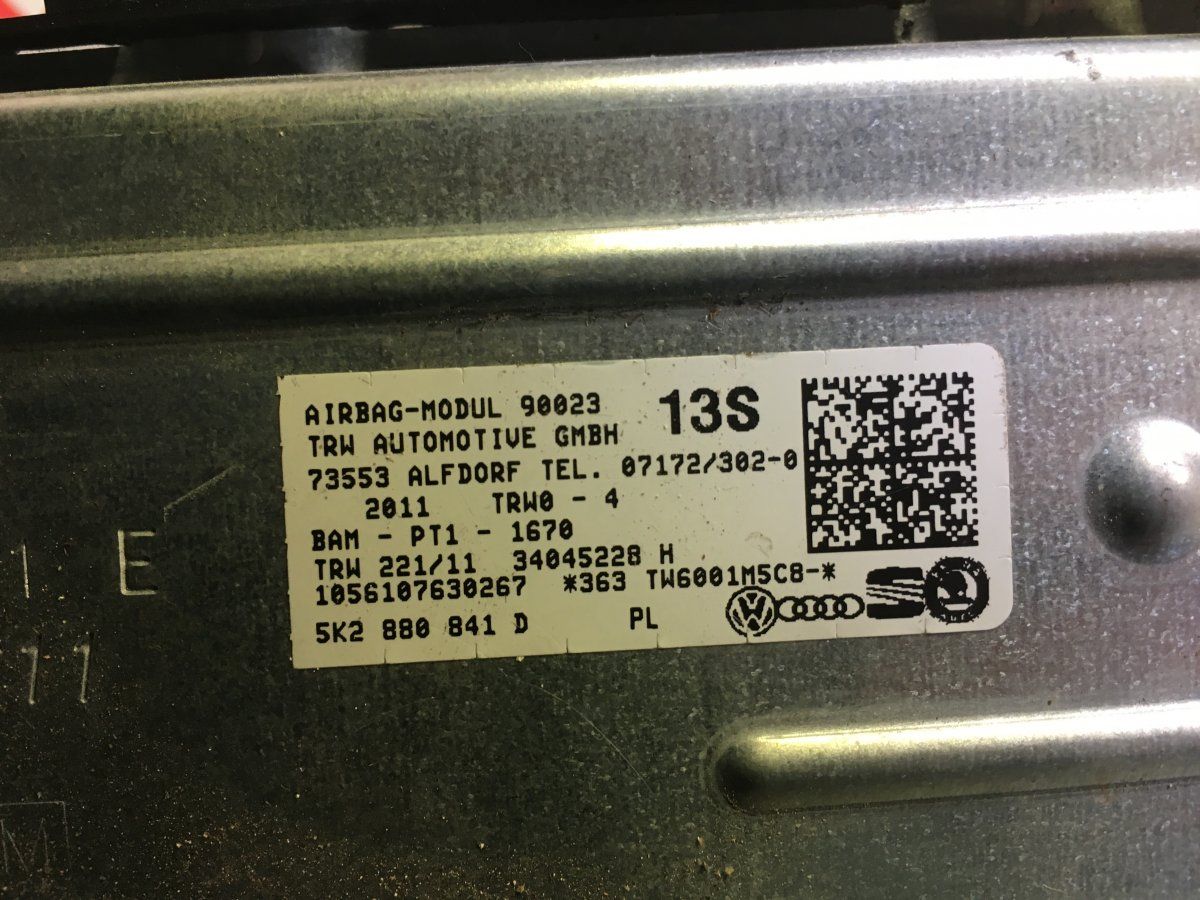 AIRBAG-MODUL 90023 13S
TRW AUTOMOTIVE GMBH
73553 ALFDORF TEL. 07172/302-0
2011 TRW0 - 4
BAM - PT1 - 1670
TRW 221/11 34045228 H
1056107630267 *363 TW6001M5C8-*
5K2 880 841 D PL
E
11
M